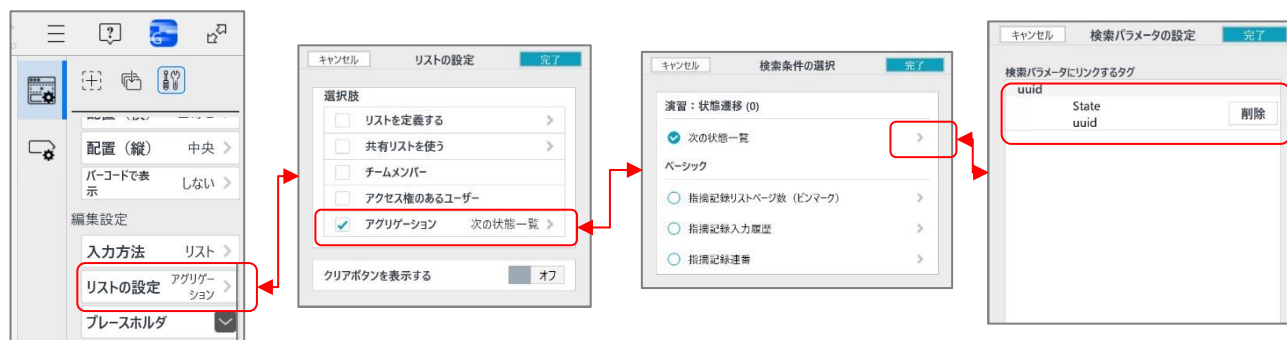 配置（縦）
中央
バーコードで表
示
しない
編集設定
入力方法
リスト
リストの設定
アグリゲー
ション
プレースホルダ
キャンセル
リストの設定
完了
選択肢
リストを定義する
共有リストを使う
チームメンバー
アクセス権のあるユーザー
アグリゲーション
次の状態一覧
クリアボタンを表示する
オフ
キャンセル
検索条件の選択
完了
演習：状態遷移 (0)
次の状態一覧
ベーシック
指摘記録リストページ数（ピンマーク）
指摘記録入力履歴
指摘記録連番
キャンセル
検索パラメータの設定
完了
検索パラメータにリンクするタグ
uuid
State
uuid
削除